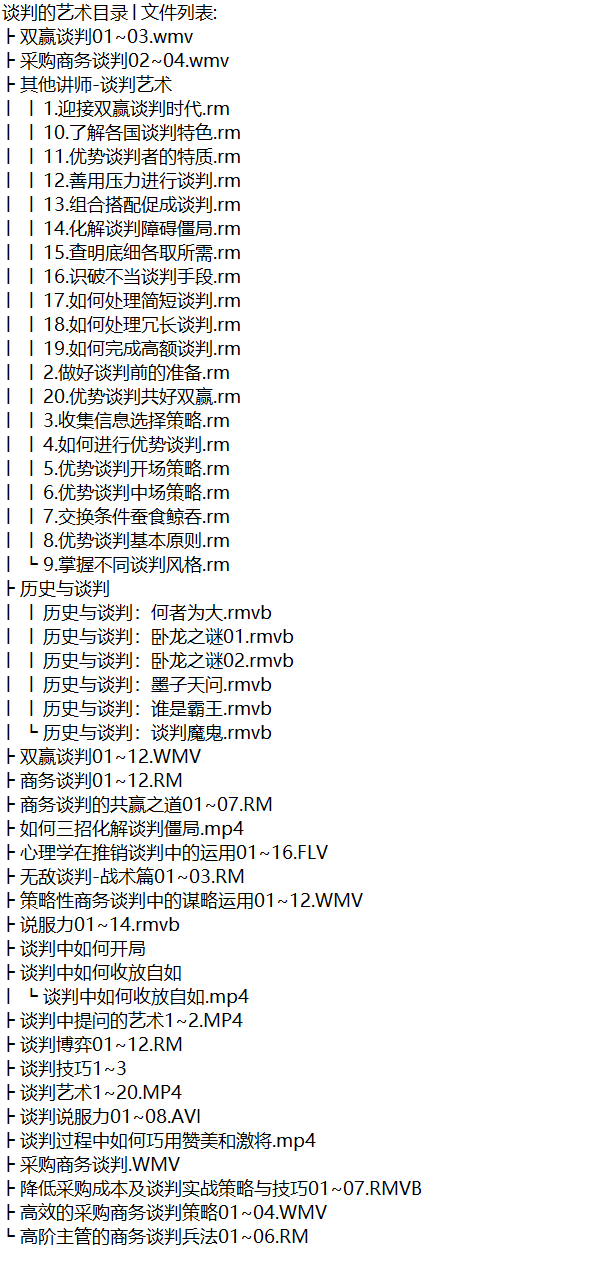 谈判的艺术目录 | 文件列表:
┣ 双赢谈判01~03.wmv
┣ 采购商务谈判02~04.wmv
┣ 其他讲师-谈判艺术
┃ ┃ 1.迎接双赢谈判时代.rm
┃ ┃ 10.了解各国谈判特色.rm
┃ ┃ 11.优势谈判者的特质.rm
┃ ┃ 12.善用压力进行谈判.rm
┃ ┃ 13.组合搭配促成谈判.rm
┃ ┃ 14.化解谈判障碍僵局.rm
┃ ┃ 15.查明底细各取所需.rm
┃ ┃ 16.识破不当谈判手段.rm
┃ ┃ 17.如何处理简短谈判.rm
┃ ┃ 18.如何处理冗长谈判.rm
┃ ┃ 19.如何完成高额谈判.rm
┃ ┃ 2.做好谈判前的准备.rm
┃ ┃ 20.优势谈判共好双赢.rm
┃ ┃ 3.收集信息选择策略.rm
┃ ┃ 4.如何进行优势谈判.rm
┃ ┃ 5.优势谈判开场策略.rm
┃ ┃ 6.优势谈判中场策略.rm
┃ ┃ 7.交换条件蚕食鲸吞.rm
┃ ┃ 8.优势谈判基本原则.rm
┃ ┗ 9.掌握不同谈判风格.rm
┣ 历史与谈判
┃ ┃ 历史与谈判：何者为大.rmvb
┃ ┃ 历史与谈判：卧龙之谜01.rmvb
┃ ┃ 历史与谈判：卧龙之谜02.rmvb
┃ ┃ 历史与谈判：墨子天问.rmvb
┃ ┃ 历史与谈判：谁是霸王.rmvb
┃ ┗ 历史与谈判：谈判魔鬼.rmvb
┣ 双赢谈判01~12.WMV
┣ 商务谈判01~12.RM
┣ 商务谈判的共赢之道01~07.RM
┣ 如何三招化解谈判僵局.mp4
┣ 心理学在推销谈判中的运用01~16.FLV
┣ 无敌谈判-战术篇01~03.RM
┣ 策略性商务谈判中的谋略运用01~12.WMV
┣ 说服力01~14.rmvb
┣ 谈判中如何开局
┣ 谈判中如何收放自如
┃ ┗ 谈判中如何收放自如.mp4
┣ 谈判中提问的艺术1~2.MP4
┣ 谈判博弈01~12.RM
┣ 谈判技巧1~3
┣ 谈判艺术1~20.MP4
┣ 谈判说服力01~08.AVI
┣ 谈判过程中如何巧用赞美和激将.mp4
┣ 采购商务谈判.WMV
┣ 降低采购成本及谈判实战策略与技巧01~07.RMVB
┣ 高效的采购商务谈判策略01~04.WMV
┗ 高阶主管的商务谈判兵法01~06.RM